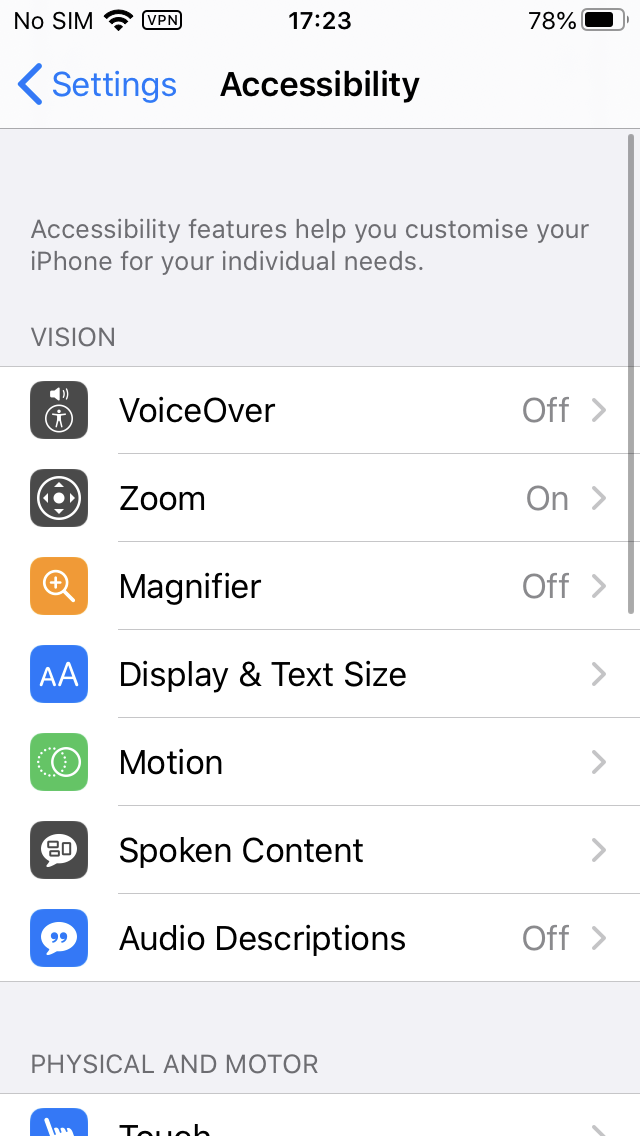 No SIM VPN 17:23 78%
Settings Accessibility
Accessibility features help you customise your
iPhone for your individual needs.
VISION
VoiceOver Off
Zoom On
Magnifier Off
AA Display & Text Size
Motion
Spoken Content
Audio Descriptions Off
PHYSICAL AND MOTOR
Touch